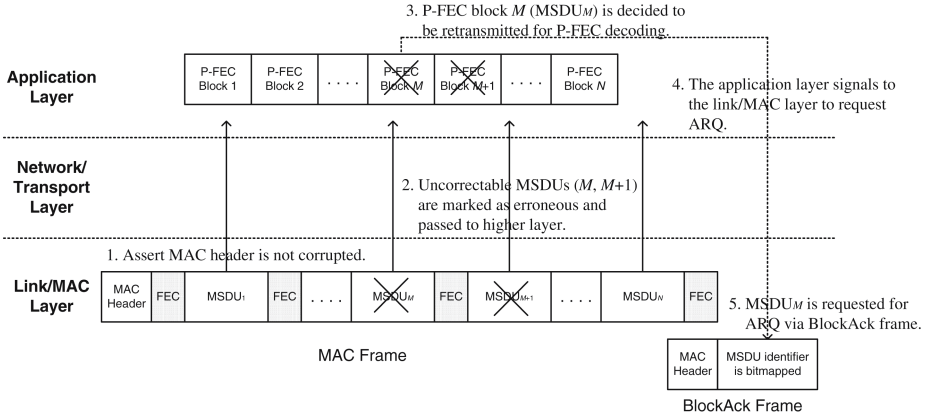 3. P-FEC block M (MSDUM) is decided to
be retransmitted for P-FEC decoding.
Application
Layer
P-FEC
Block 1
P-FEC
Block 2
. . . .
P-FEC
Block M
P-FEC
Block M+1
. . . .
P-FEC
Block N
4. The application layer signals to
the link/MAC layer to request
ARQ.
Network/
Transport
Layer
2. Uncorrectable MSDUs (M, M+1)
are marked as erroneous and
passed to higher layer.
1. Assert MAC header is not corrupted.
Link/MAC
Layer
MAC
Header
FEC
MSDU1
FEC
. . . .
MSDUM
FEC
MSDUM+1
. . . .
MSDUN
FEC
MAC Frame
5. MSDUM is requested for
ARQ via BlockAck frame.
MAC
Header
MSDU identifier
is bitmapped
BlockAck Frame